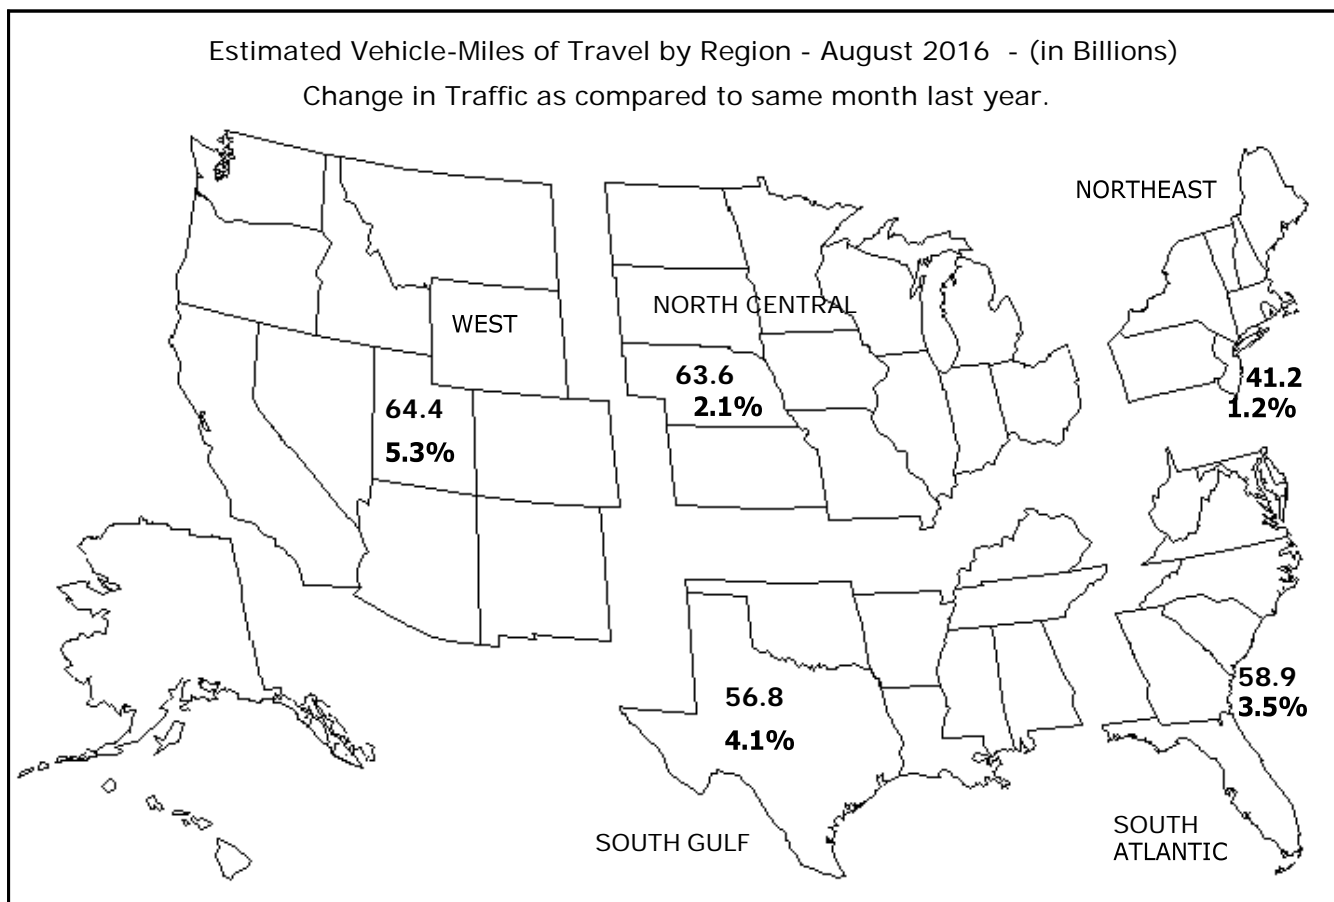 Estimated Vehicle-Miles of Travel by Region - August 2016 - (in Billions)
Change in Traffic as compared to same month last year.
NORTHEAST
41.2
1.2%
NORTH CENTRAL
63.6
2.1%
WEST
64.4
5.3%
SOUTH GULF
56.8
4.1%
58.9
3.5%
SOUTH
ATLANTIC